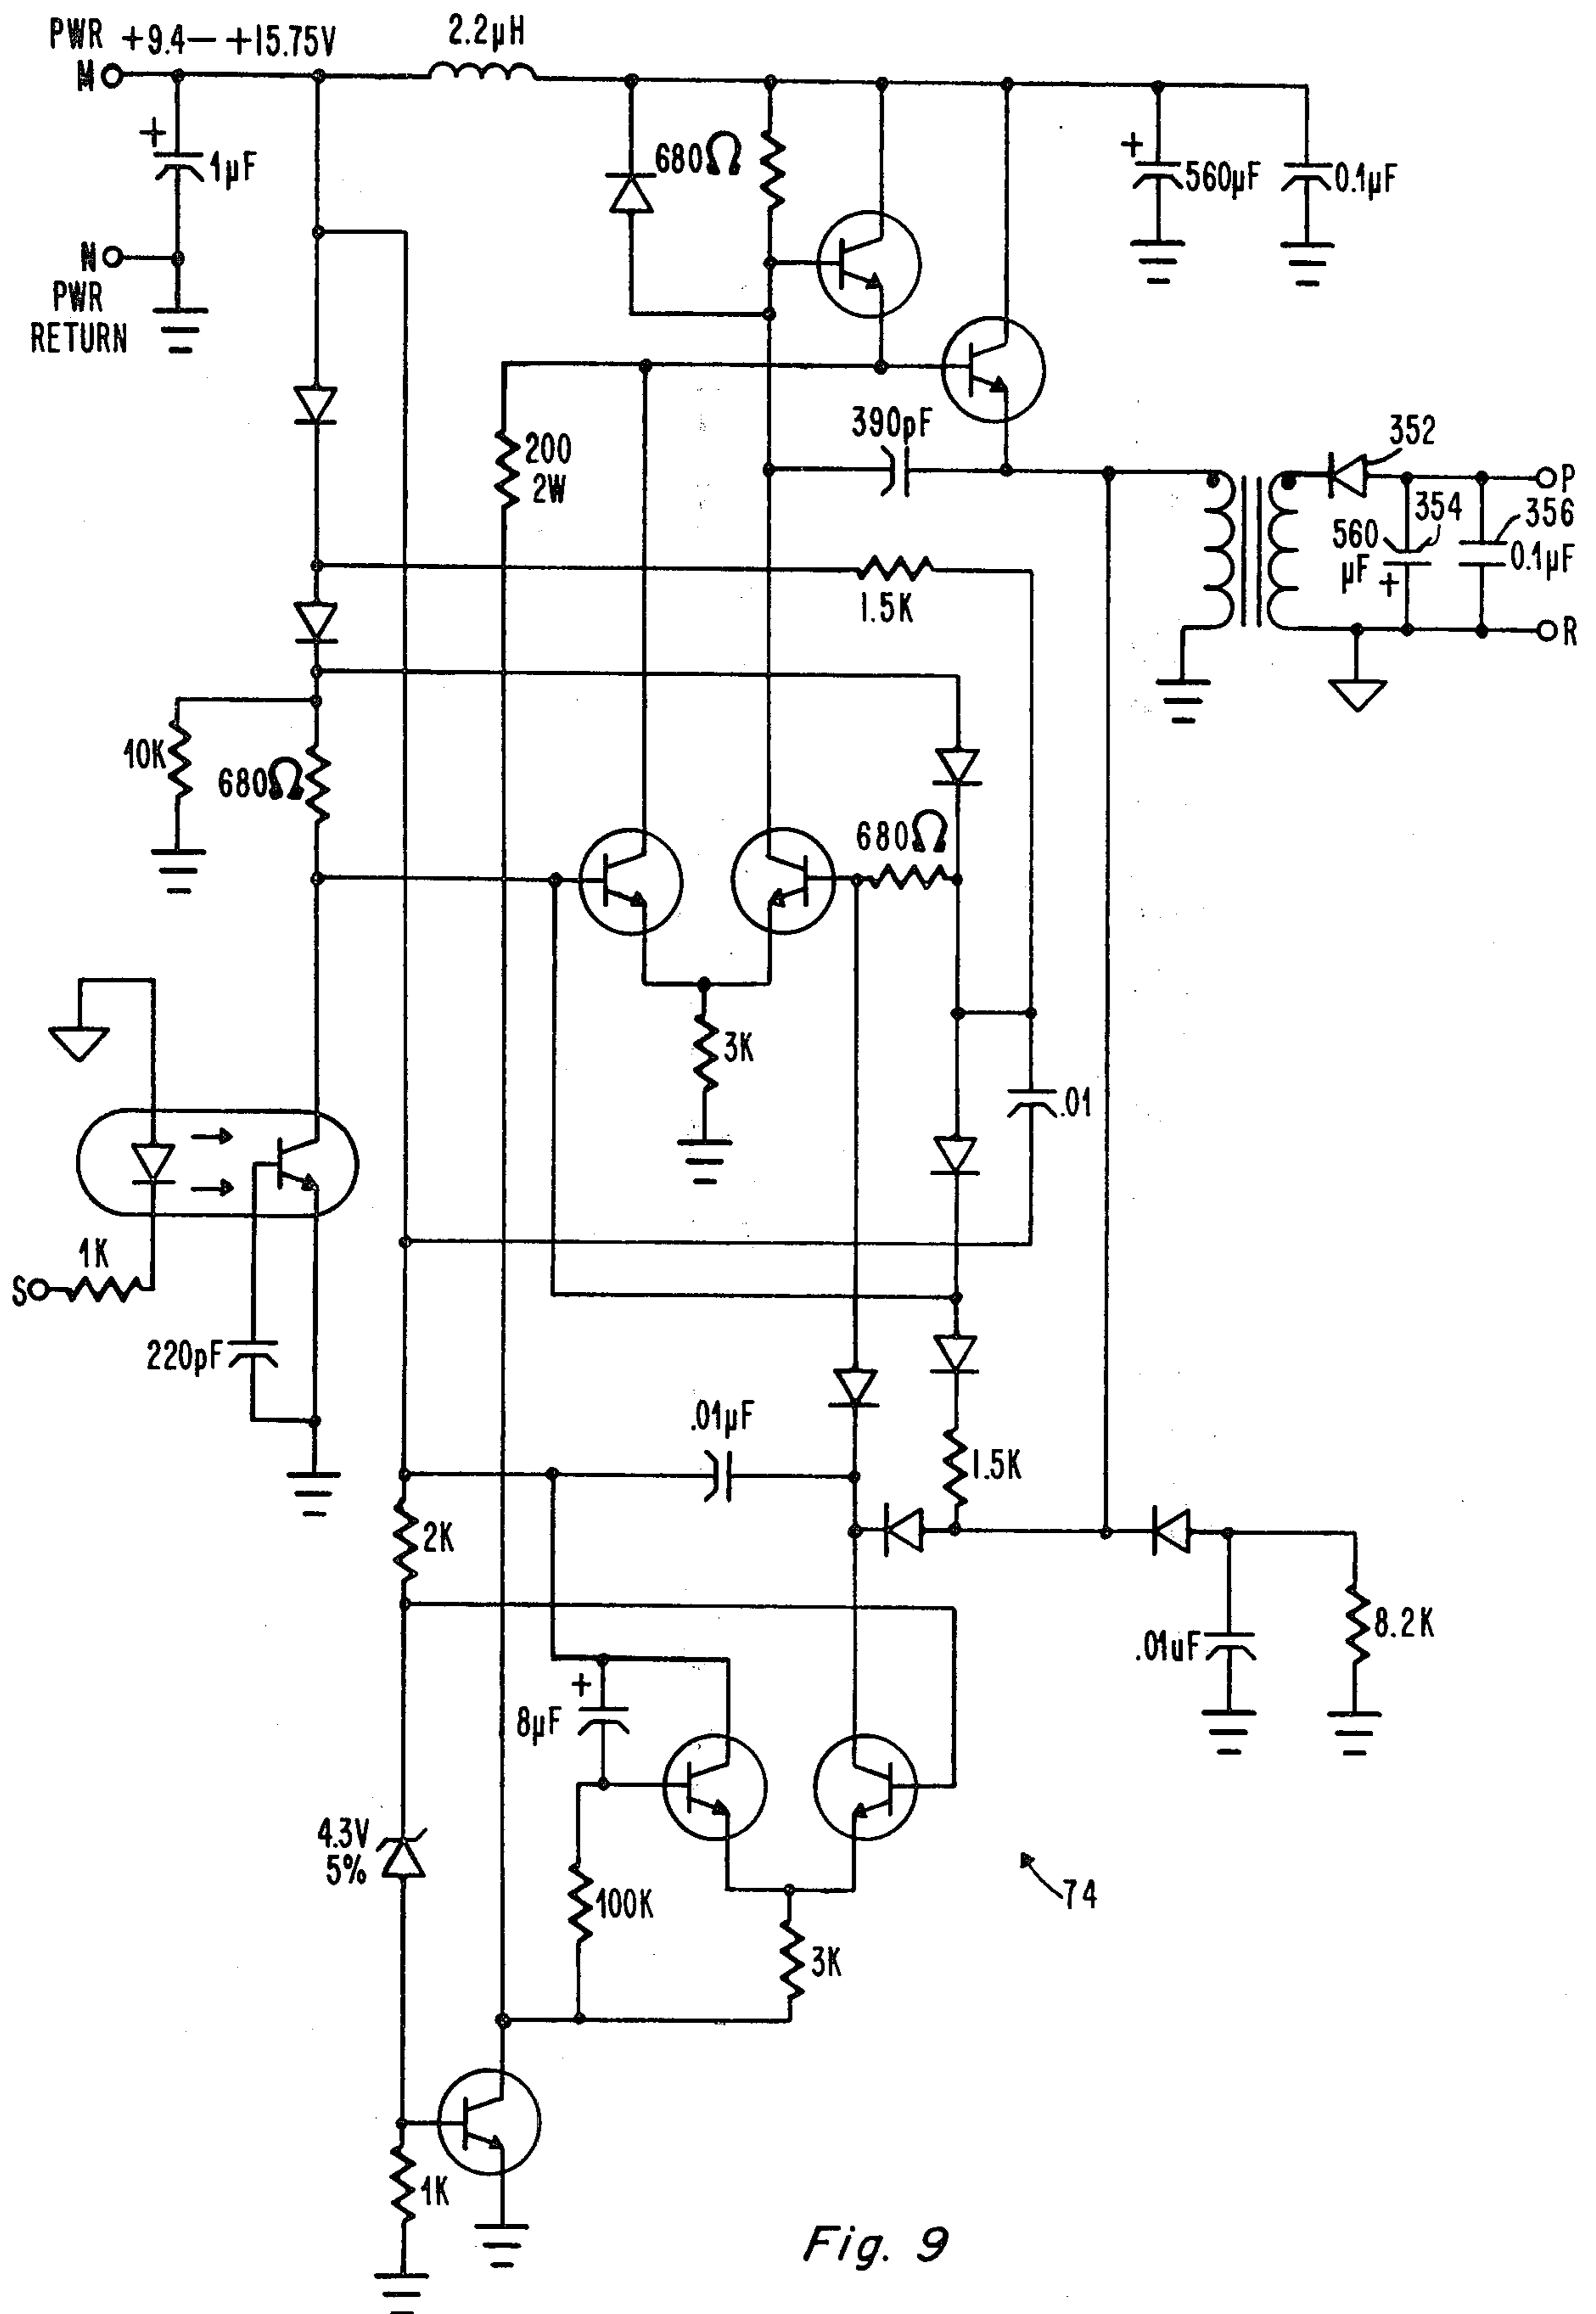 PWR +9.4 — +15.75V
2.2µH
M
+
1µF
680Ω
+
560µF
0.1µF
N
PWR
RETURN
390pF
352
200
2W
P
354
356
560
µF +
0.1µF
1.5K
R
10K
680Ω
680Ω
3K
.01
1K
S
220pF
.01µF
1.5K
2K
.01uF
8.2K
+
8µF
4.3V
5%
100K
74
3K
1K
Fig. 9